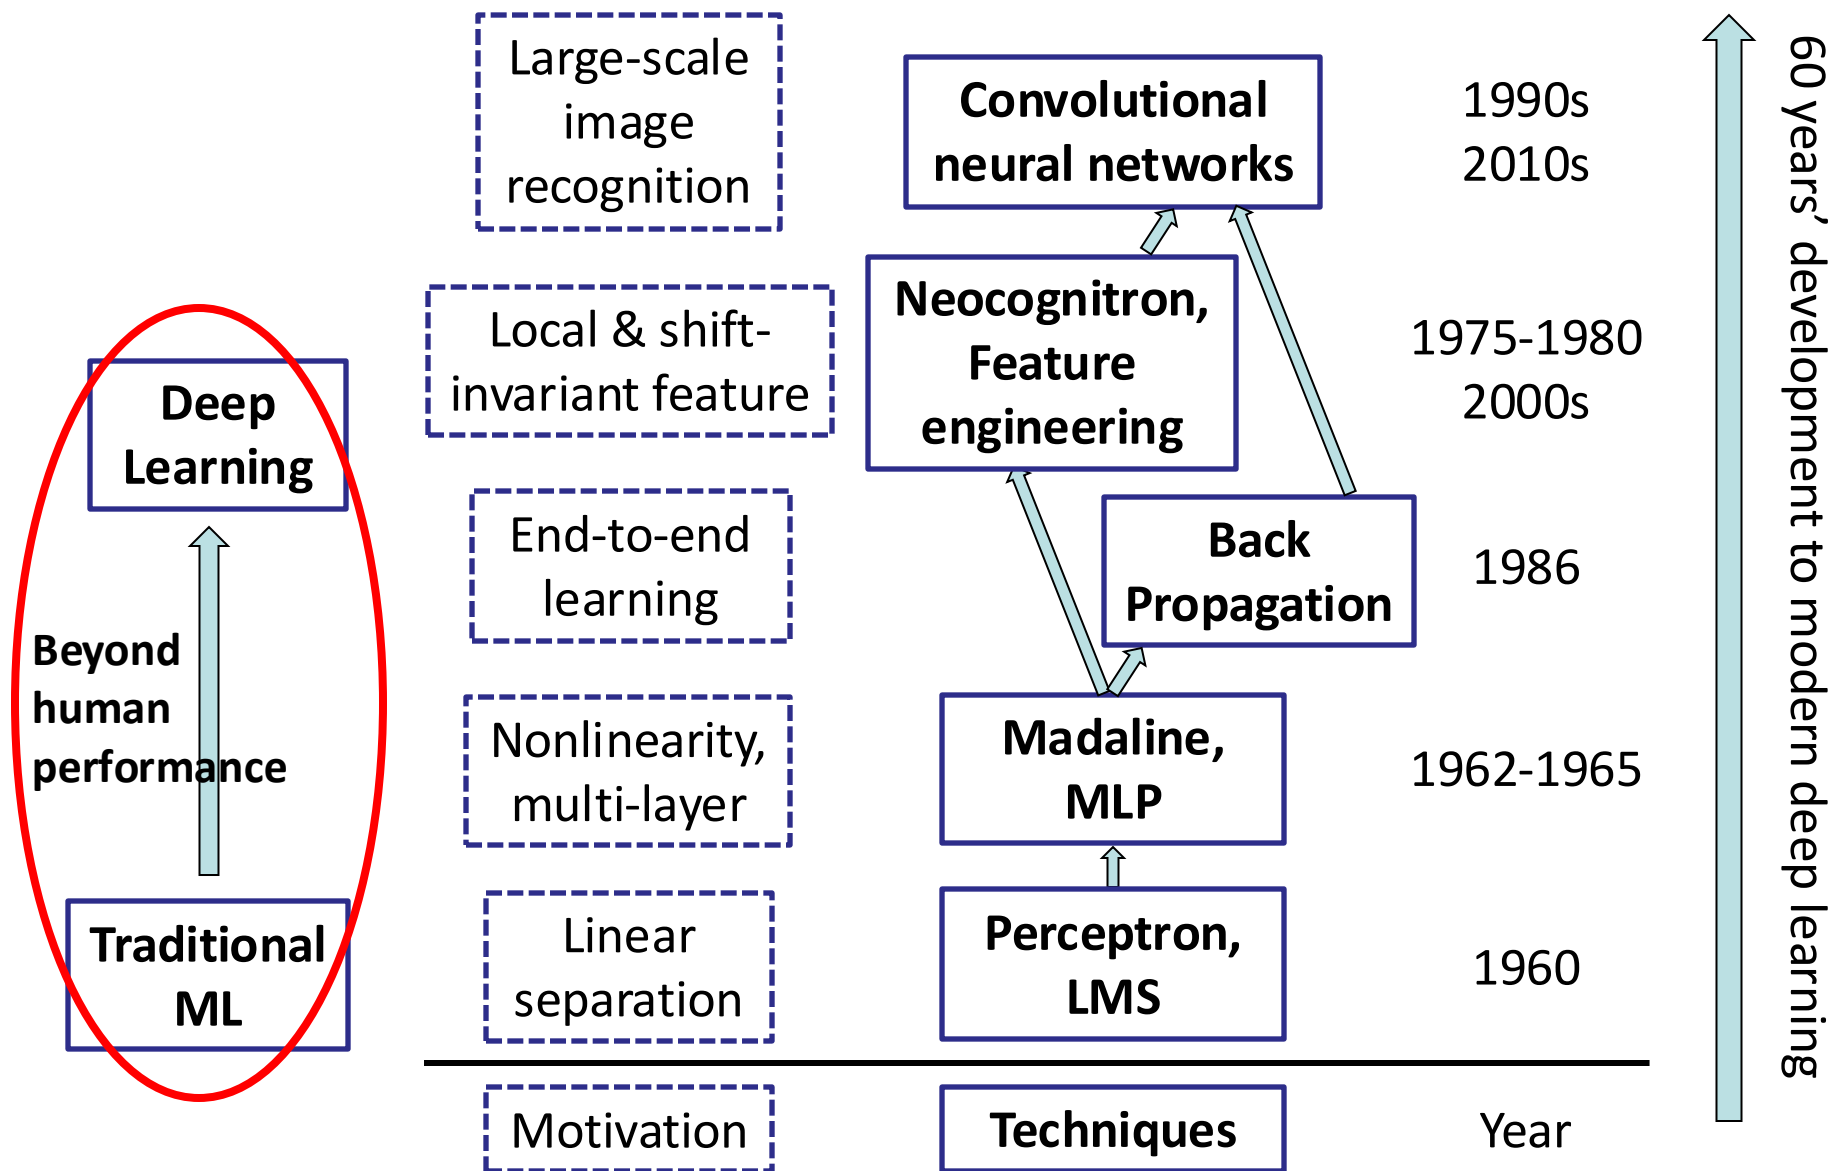 Large-scale
image
recognition
Convolutional
neural networks
1990s
2010s
Local & shift-
invariant feature
Neocognitron,
Feature
engineering
1975-1980
2000s
End-to-end
learning
Back
Propagation
1986
Nonlinearity,
multi-layer
Madaline,
MLP
1962-1965
Linear
separation
Perceptron,
LMS
1960
Motivation
Techniques
Year
Deep
Learning
Beyond
human
performance
Traditional
ML
60 years’ development to modern deep learning